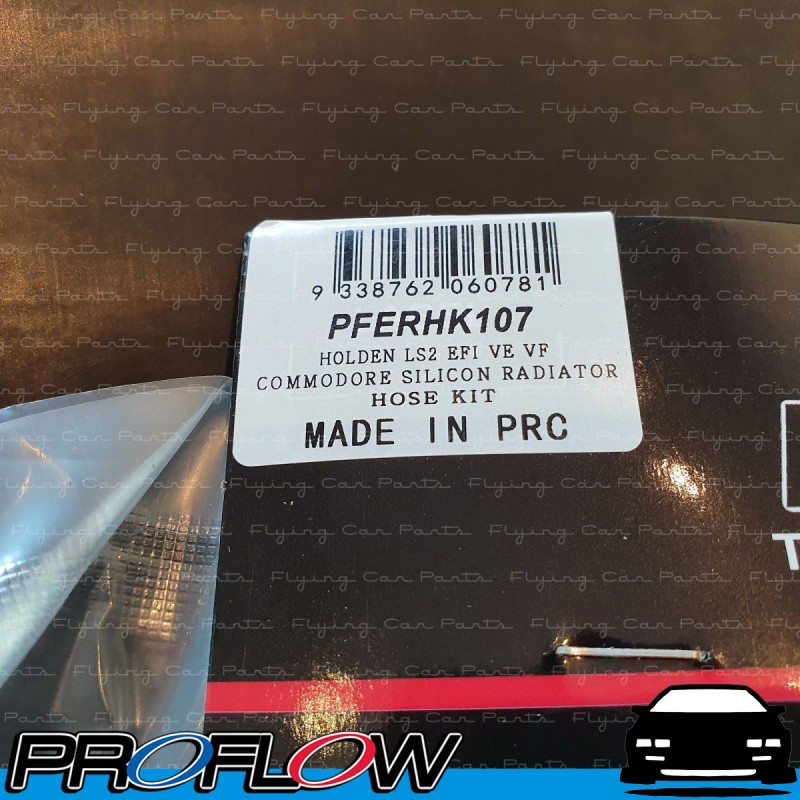 Flying Car Parts
9 338762 060781
PFERHK107
HOLDEN LS2 EFI VE VF
COMMODORE SILICON RADIATOR
HOSE KIT
MADE IN PRC
PROFLOW